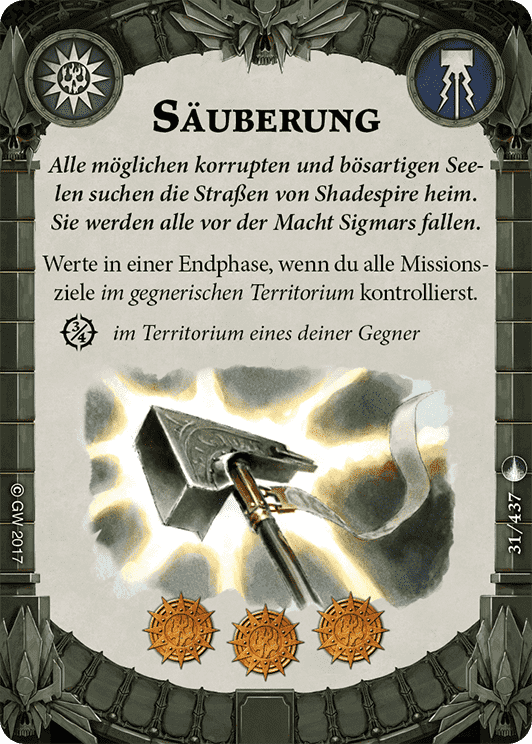 SÄUBERUNG
Alle möglichen korrupten und bösartigen See-
len suchen die Straßen von Shadespire heim.
Sie werden alle vor der Macht Sigmars fallen.
Werte in einer Endphase, wenn du alle Missions-
ziele im gegnerischen Territorium kontrollierst.
3/4 im Territorium eines deiner Gegner
© GW 2017
31/437